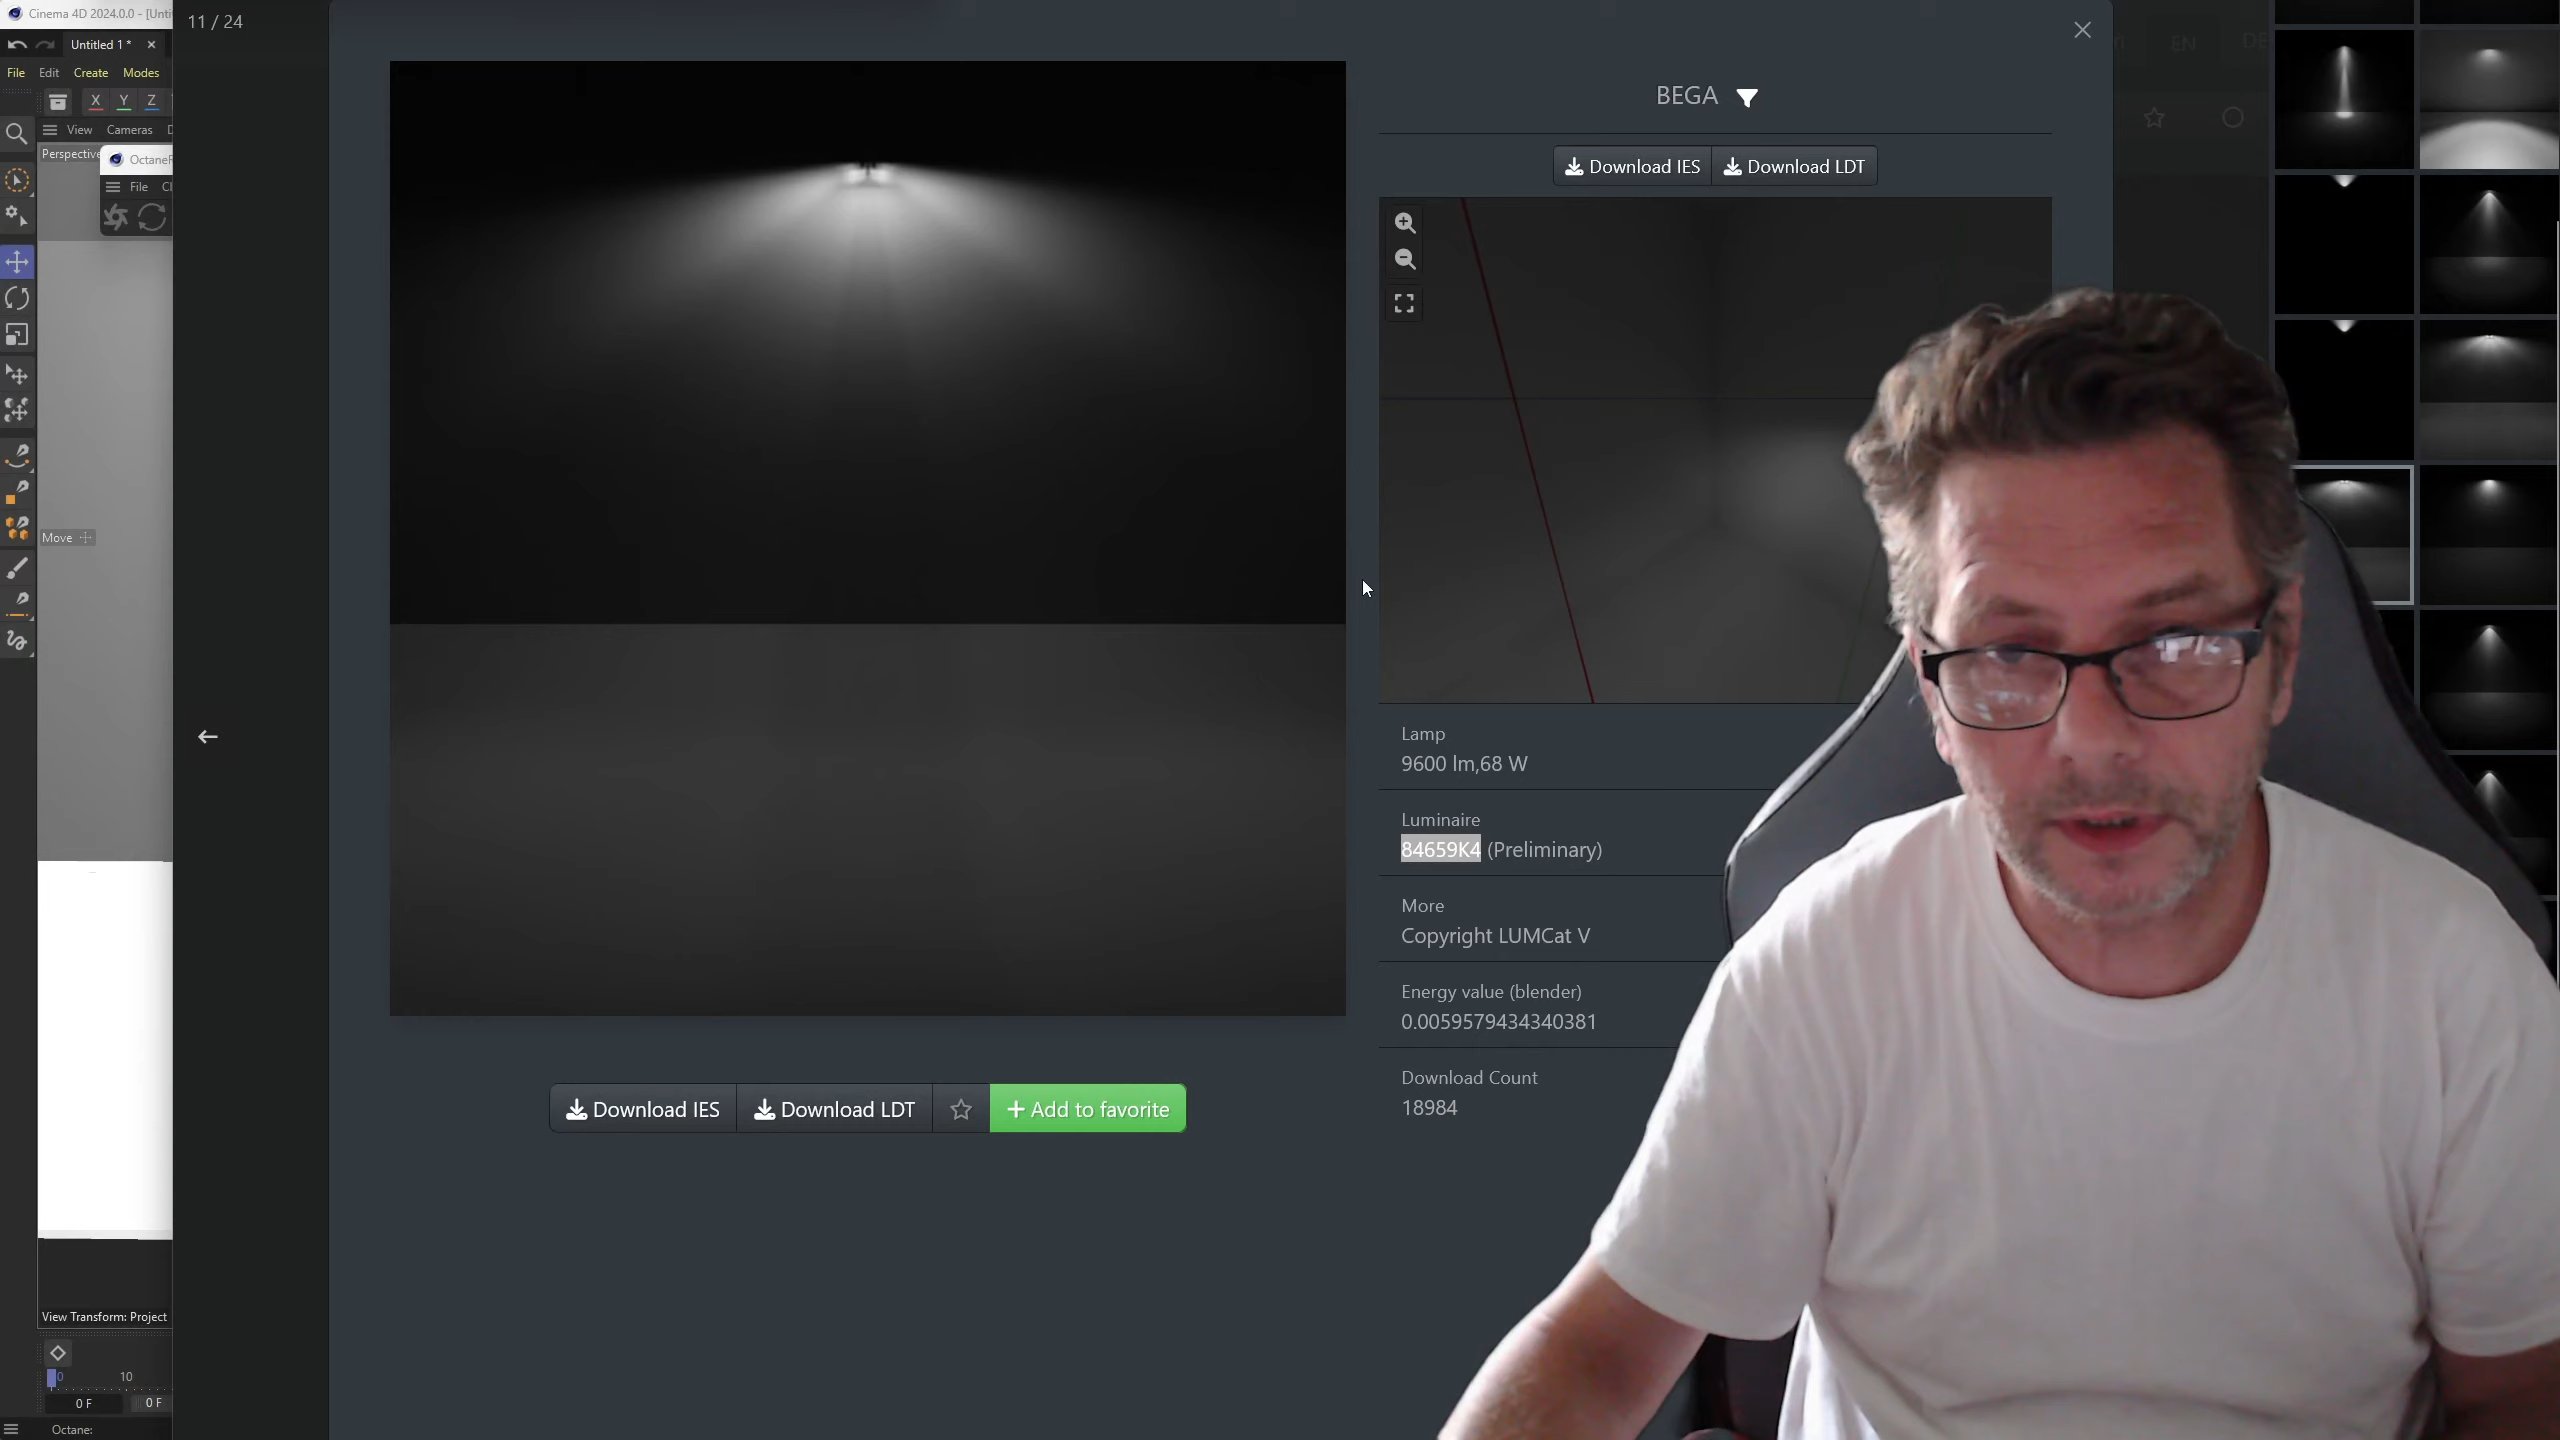 Cinema 4D 2024.0.0 - [Unti
11 / 24
Untitled 1 *
File Edit Create Modes
X Y Z
View Cameras
Perspective
OctaneR
File
BEGA
Download IES
Download LDT
EN
DE
Move
Lamp
9600 lm,68 W
Luminaire
84659K4 (Preliminary)
More
Copyright LUMCat V
Energy value (blender)
0.0059579434340381
Download Count
18984
Download IES
Download LDT
+ Add to favorite
View Transform: Project
0 10
0 F 0 F
Octane: